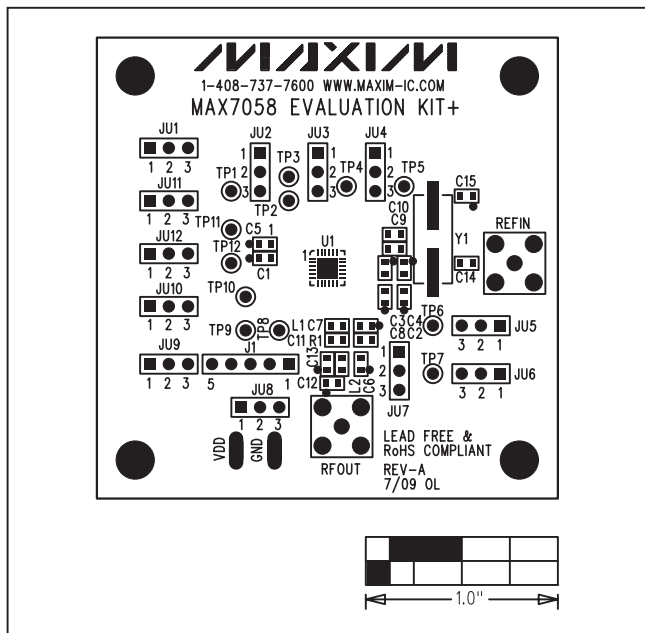 MAXIM
1-408-737-7600 WWW.MAXIM-IC.COM
MAX7058 EVALUATION KIT+
JU1
1 2 3
JU2
1
2
3
TP3
JU3
1
2
3
JU4
1
2
3
TP1
TP2
TP4
TP5
JU11
1 2 3
TP11
TP12
C5 1
C1
U1
1
C10
C9
C15
Y1
C14
REFIN
JU12
1 2 3
TP10
JU10
1 2 3
TP9
TP8
L1 C7
C11 R1
C3 C4
C8 C2
TP6
JU5
3 2 1
JU9
1 2 3
J1
5 1
C13
C12
L2
C6
1
2
3
JU7
TP7
JU6
3 2 1
JU8
1 2 3
VDD
GND
RFOUT
LEAD FREE &
RoHS COMPLIANT
REV-A
7/09 OL
1.0"